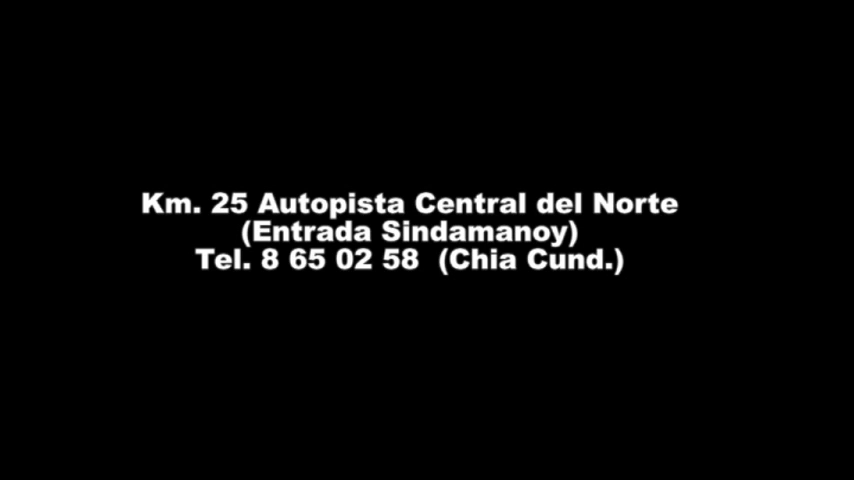 Km. 25 Autopista Central del Norte
(Entrada Sindamanoy)
Tel. 8 65 02 58 (Chia Cund.)